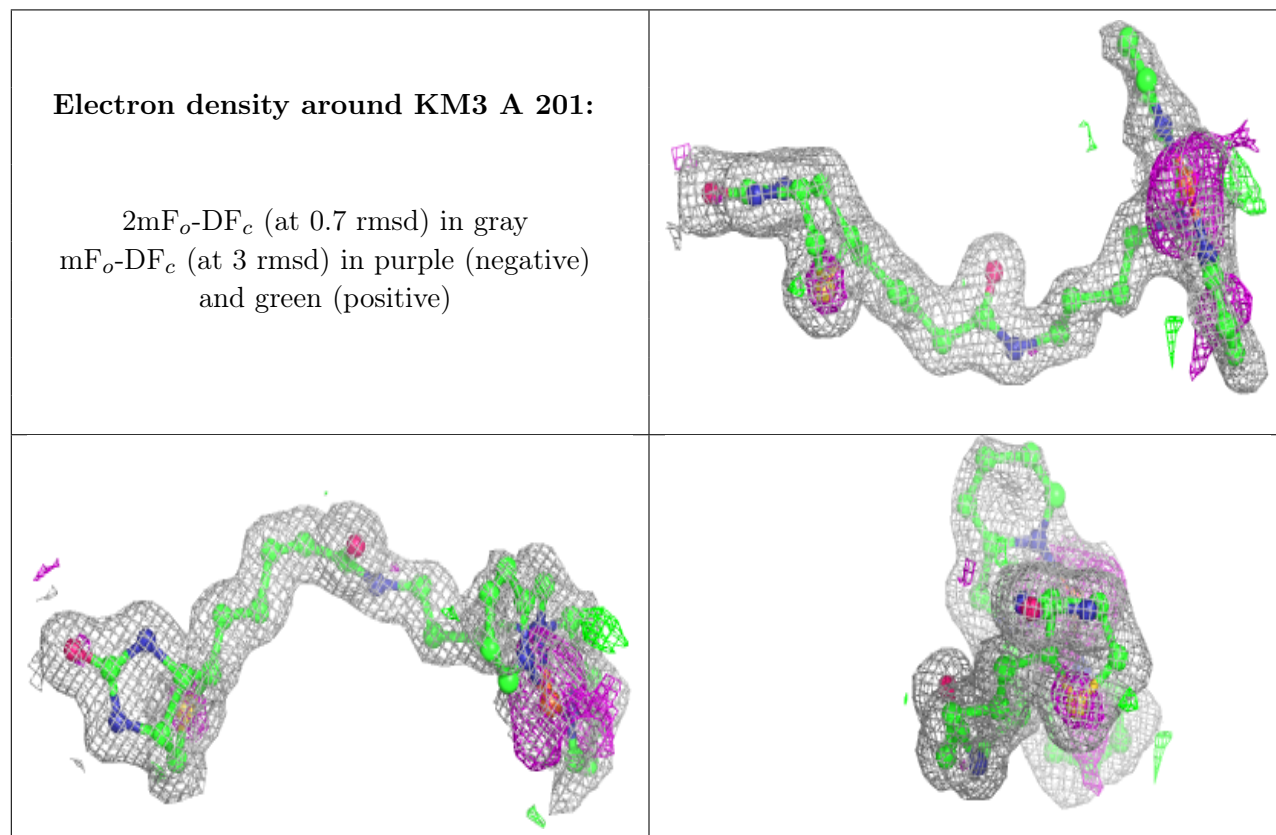 Electron density around KM3 A 201:
2mFo-DFc (at 0.7 rmsd) in gray
mFo-DFc (at 3 rmsd) in purple (negative)
and green (positive)